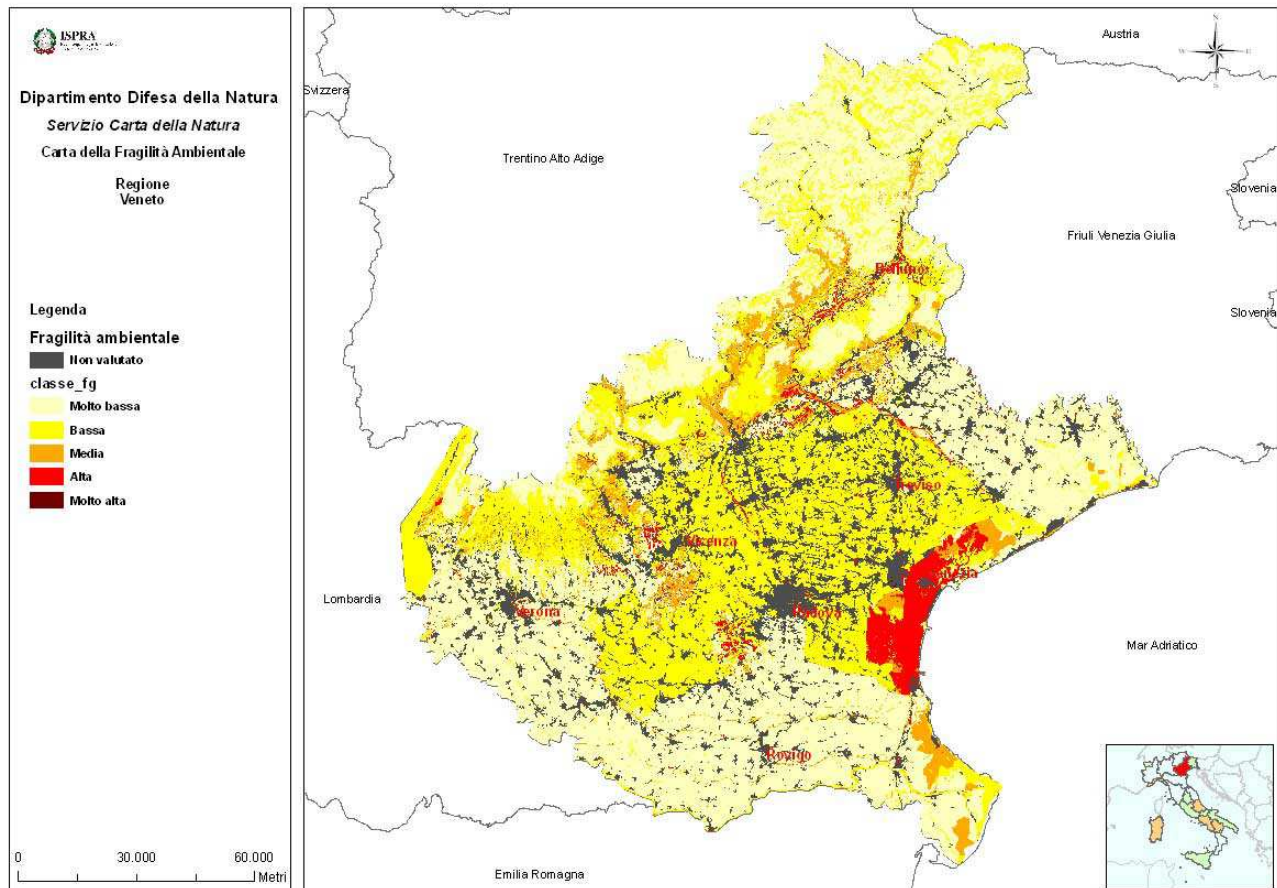 ISPRA
Dipartimento Difesa della Natura
Servizio Carta della Natura
Carta della Fragilità Ambientale
Regione
Veneto
Legenda
Fragilità ambientale
Non valutato
classe_fg
Molto bassa
Bassa
Media
Alta
Molto alta
0 30.000 60.000
Metri
Austria
N
W E
S
Svizzera
Trentino Alto Adige
Slovenia
Friuli Venezia Giulia
Belluno
Slovenia
Treviso
Vicenza
Venezia
Lombardia
Verona
Padova
Mar Adriatico
Rovigo
Emilia Romagna